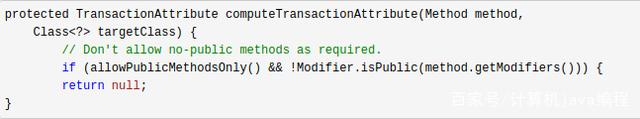 protected TransactionAttribute computeTransactionAttribute(Method method,
    Class<?> targetClass) {
        // Don't allow no-public methods as required.
        if (allowPublicMethodsOnly() && !Modifier.isPublic(method.getModifiers())) {
        return null;
百家号/计算机java编程
}